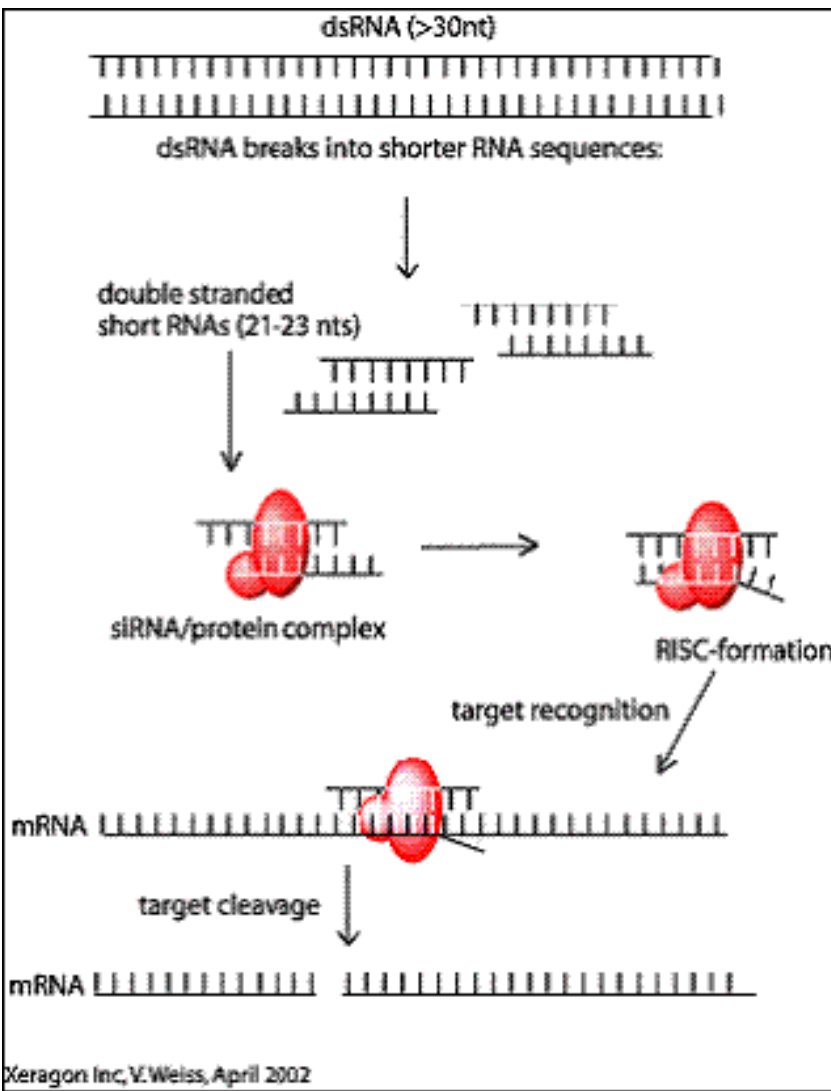 dsRNA (>30nt)
dsRNA breaks into shorter RNA sequences:
double stranded
short RNAs (21-23 nts)
siRNA/protein complex
RISC-formation
target recognition
mRNA
target cleavage
mRNA
Xeragon Inc, V. Weiss, April 2002